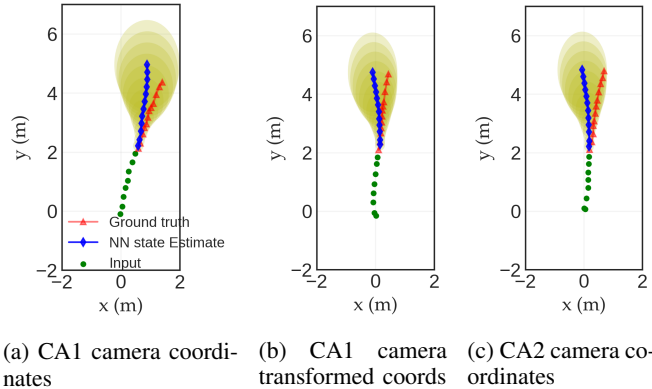 6
4
2
0
−2
y (m)
−2 0 2
x (m)
Ground truth
NN state Estimate
Input
6
4
2
0
−2
y (m)
−2 0 2
x (m)
6
4
2
0
−2
y (m)
−2 0 2
x (m)
(a) CA1 camera coordi-
nates
(b) CA1 camera
transformed coords
(c) CA2 camera co-
ordinates